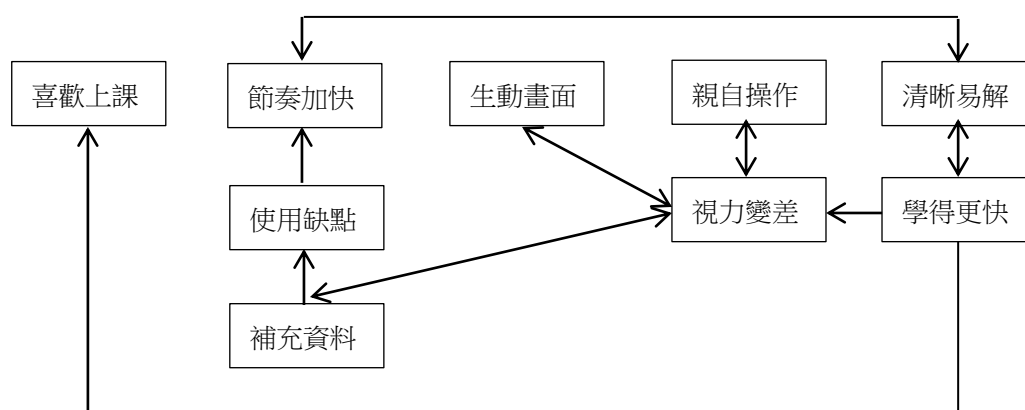 喜歡上課
節奏加快
生動畫面
親自操作
清晰易解
使用缺點
視力變差
學得更快
補充資料